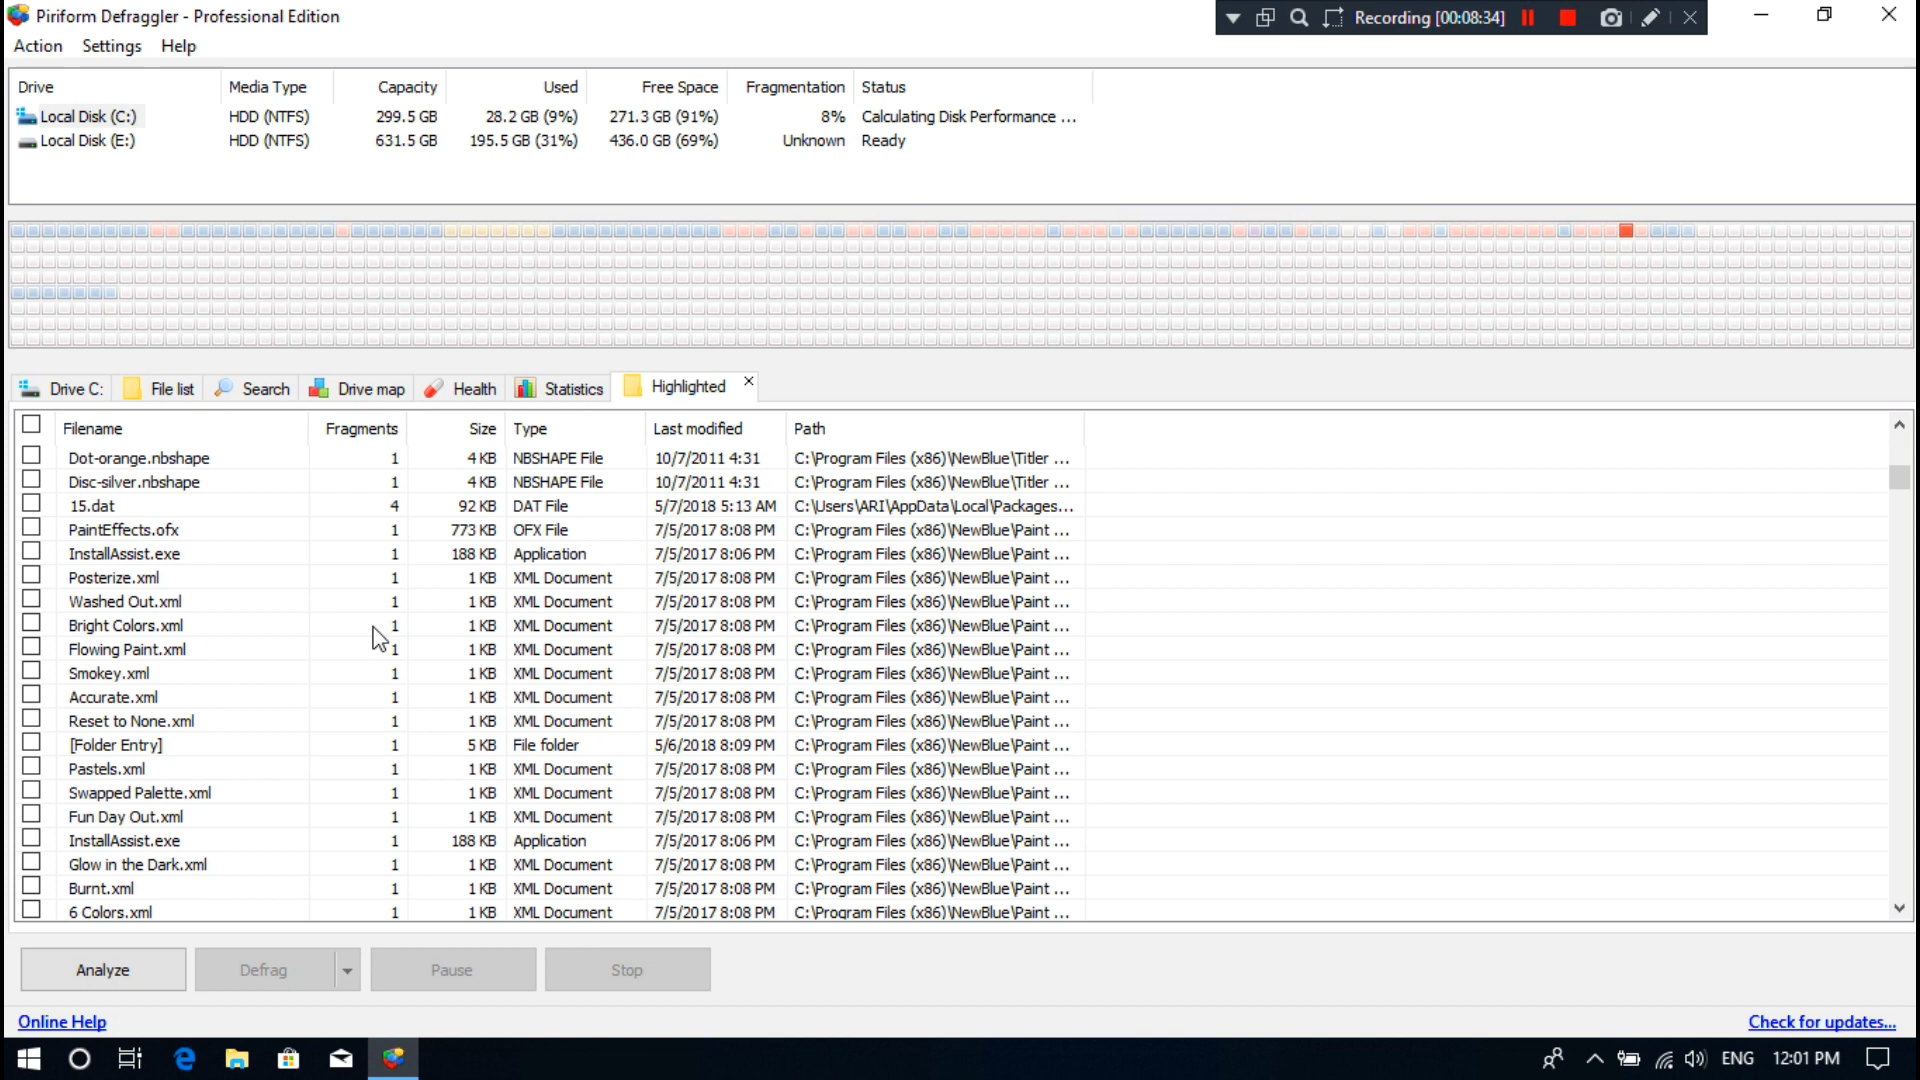 Piriform Defraggler - Professional Edition
Recording [00:08:34]
Action Settings Help
Drive Media Type Capacity Used Free Space Fragmentation Status
Local Disk (C:) HDD (NTFS) 299.5 GB 28.2 GB (9%) 271.3 GB (91%) 8% Calculating Disk Performance ...
Local Disk (E:) HDD (NTFS) 631.5 GB 195.5 GB (31%) 436.0 GB (69%) Unknown Ready
Drive C: File list Search Drive map Health Statistics Highlighted
Filename Fragments Size Type Last modified Path
Dot-orange.nbshape 1 4 KB NBSHAPE File 10/7/2011 4:31 C:\Program Files (x86)\NewBlue\Titler ...
Disc-silver.nbshape 1 4 KB NBSHAPE File 10/7/2011 4:31 C:\Program Files (x86)\NewBlue\Titler ...
15.dat 4 92 KB DAT File 5/7/2018 5:13 AM C:\Users\ARI\AppData\Local\Packages...
PaintEffects.ofx 1 773 KB OFX File 7/5/2017 8:08 PM C:\Program Files (x86)\NewBlue\Paint ...
InstallAssist.exe 1 188 KB Application 7/5/2017 8:06 PM C:\Program Files (x86)\NewBlue\Paint ...
Posterize.xml 1 1 KB XML Document 7/5/2017 8:08 PM C:\Program Files (x86)\NewBlue\Paint ...
Washed Out.xml 1 1 KB XML Document 7/5/2017 8:08 PM C:\Program Files (x86)\NewBlue\Paint ...
Bright Colors.xml 1 1 KB XML Document 7/5/2017 8:08 PM C:\Program Files (x86)\NewBlue\Paint ...
Flowing Paint.xml 1 1 KB XML Document 7/5/2017 8:08 PM C:\Program Files (x86)\NewBlue\Paint ...
Smokey.xml 1 1 KB XML Document 7/5/2017 8:08 PM C:\Program Files (x86)\NewBlue\Paint ...
Accurate.xml 1 1 KB XML Document 7/5/2017 8:08 PM C:\Program Files (x86)\NewBlue\Paint ...
Reset to None.xml 1 1 KB XML Document 7/5/2017 8:08 PM C:\Program Files (x86)\NewBlue\Paint ...
[Folder Entry] 1 5 KB File folder 5/6/2018 8:09 PM C:\Program Files (x86)\NewBlue\Paint ...
Pastels.xml 1 1 KB XML Document 7/5/2017 8:08 PM C:\Program Files (x86)\NewBlue\Paint ...
Swapped Palette.xml 1 1 KB XML Document 7/5/2017 8:08 PM C:\Program Files (x86)\NewBlue\Paint ...
Fun Day Out.xml 1 1 KB XML Document 7/5/2017 8:08 PM C:\Program Files (x86)\NewBlue\Paint ...
InstallAssist.exe 1 188 KB Application 7/5/2017 8:06 PM C:\Program Files (x86)\NewBlue\Paint ...
Glow in the Dark.xml 1 1 KB XML Document 7/5/2017 8:08 PM C:\Program Files (x86)\NewBlue\Paint ...
Burnt.xml 1 1 KB XML Document 7/5/2017 8:08 PM C:\Program Files (x86)\NewBlue\Paint ...
6 Colors.xml 1 1 KB XML Document 7/5/2017 8:08 PM C:\Program Files (x86)\NewBlue\Paint ...
Analyze Defrag Pause Stop
Online Help Check for updates...
ENG 12:01 PM